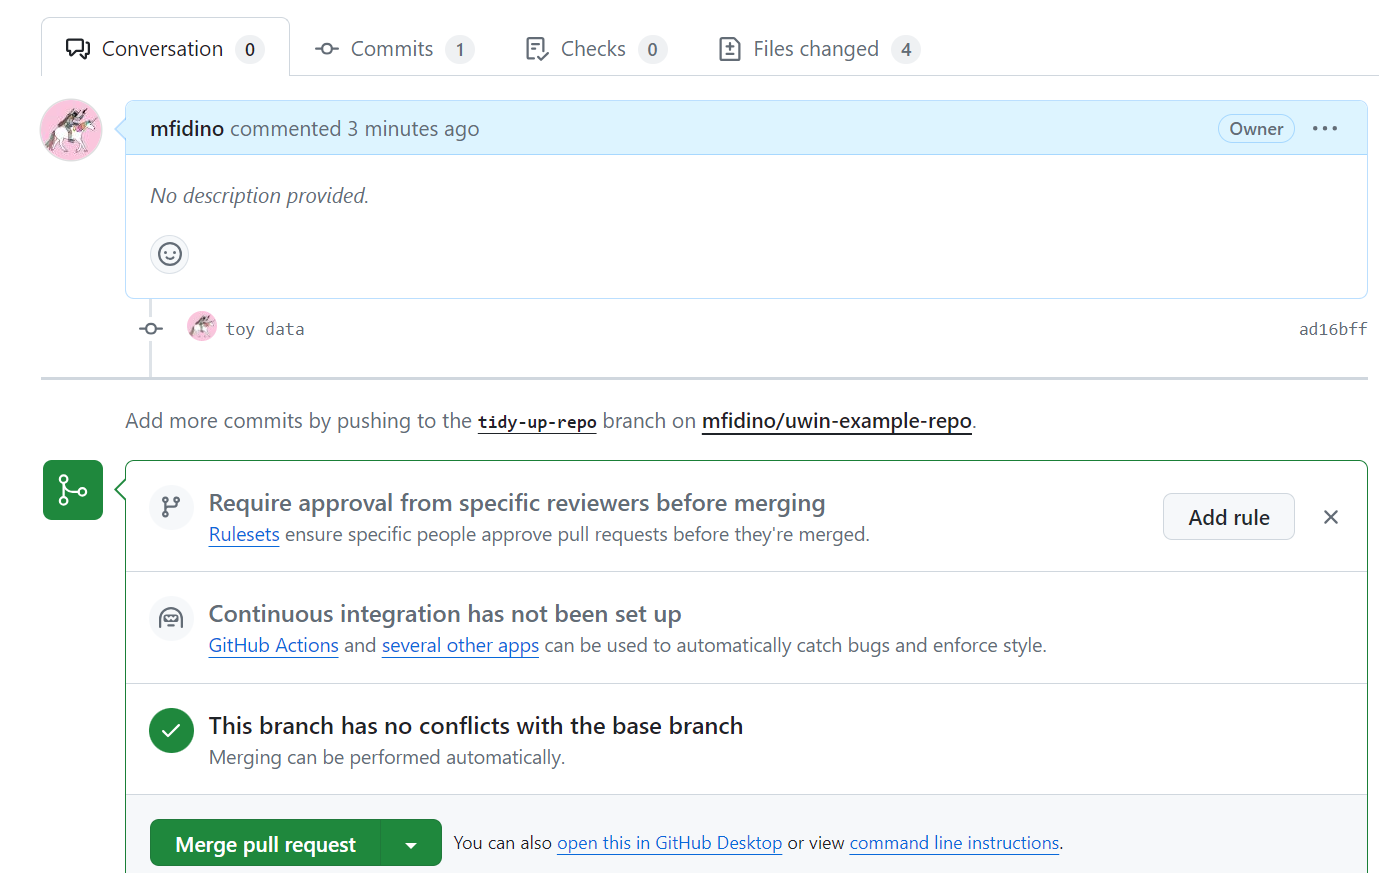 Conversation 0 Commits 1 Checks 0 Files changed 4
mfidino commented 3 minutes ago Owner
No description provided.
toy data ad16bff
Add more commits by pushing to the tidy-up-repo branch on mfidino/uwin-example-repo.
Require approval from specific reviewers before merging
Rulesets ensure specific people approve pull requests before they're merged.
Add rule
Continuous integration has not been set up
GitHub Actions and several other apps can be used to automatically catch bugs and enforce style.
This branch has no conflicts with the base branch
Merging can be performed automatically.
Merge pull request You can also open this in GitHub Desktop or view command line instructions.